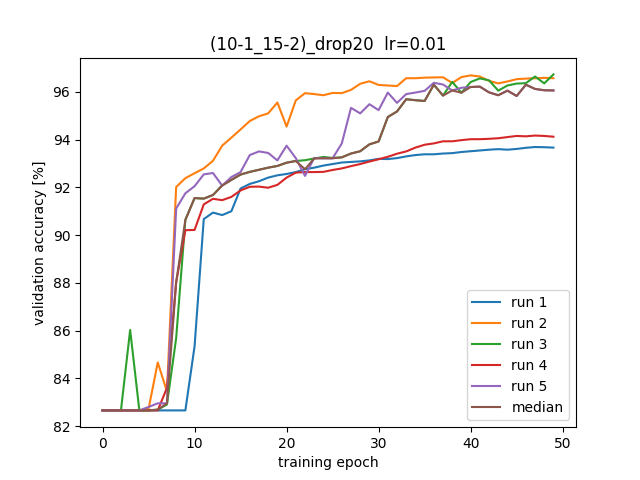 (10-1_15-2)_drop20  lr=0.01
validation accuracy [%]
96
94
92
90
88
86
84
82
0
10
20
30
40
50
training epoch
run 1
run 2
run 3
run 4
run 5
median